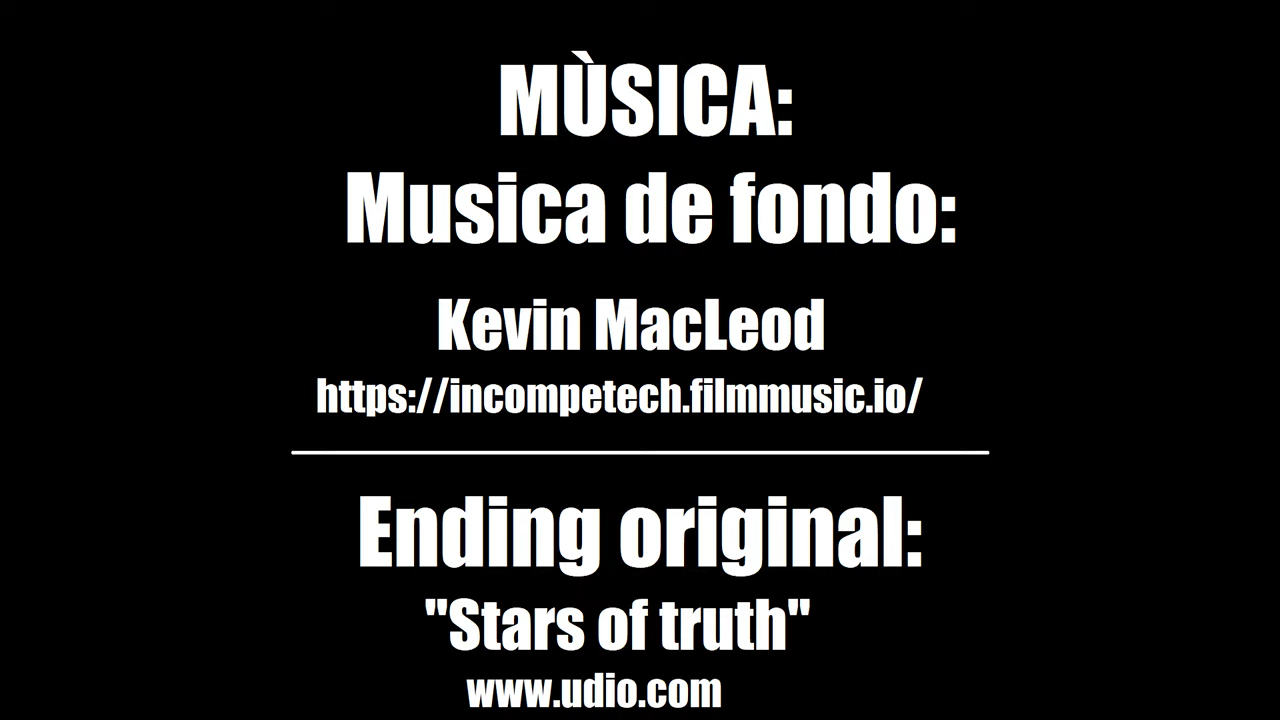 MÙSICA:
Musica de fondo:
Kevin MacLeod
https://incompetech.filmmusic.io/
Ending original:
"Stars of truth"
www.udio.com